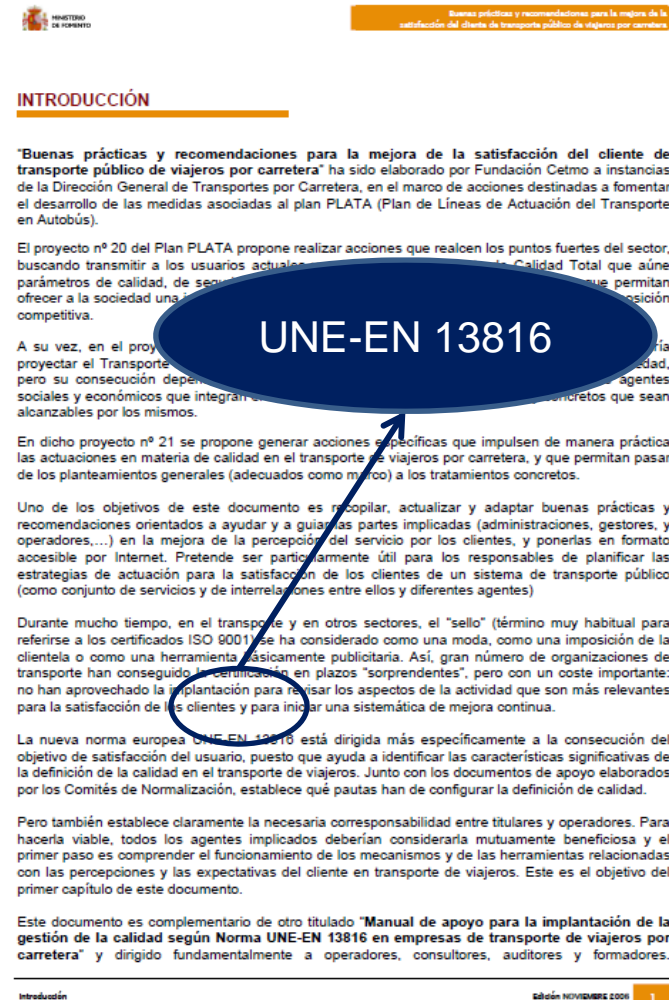 MINISTERIO
DE FOMENTO
Buenas prácticas y recomendaciones para la mejora de la
satisfacción del cliente de transporte público de viajeros por carretera
INTRODUCCIÓN
"Buenas prácticas y recomendaciones para la mejora de la satisfacción del cliente de
transporte público de viajeros por carretera" ha sido elaborado por Fundación Cetmo a instancias
de la Dirección General de Transportes por Carretera, en el marco de acciones destinadas a fomentar
el desarrollo de las medidas asociadas al plan PLATA (Plan de Líneas de Actuación del Transporte
en Autobús).
El proyecto nº 20 del Plan PLATA propone realizar acciones que realcen los puntos fuertes del sector,
buscando transmitir a los usuarios actuales Calidad Total que aúne
parámetros de calidad, de que permitan
ofrecer a la sociedad una
competitiva.
UNE-EN 13816
A su vez, en el
proyectar el Transporte
pero su consecución agentes
sociales y económicos que integran que sean
alcanzables por los mismos.
En dicho proyecto nº 21 se propone generar acciones específicas que impulsen de manera práctica
las actuaciones en materia de calidad en el transporte de viajeros por carretera, y que permitan pasar
de los planteamientos generales (adecuados como marco) a los tratamientos concretos.
Uno de los objetivos de este documento es recopilar, actualizar y adaptar buenas prácticas y
recomendaciones orientados a ayudar y a guiar las partes implicadas (administraciones, gestores, y
operadores,...) en la mejora de la percepción del servicio por los clientes, y ponerlas en formato
accesible por Internet. Pretende ser particularmente útil para los responsables de planificar las
estrategias de actuación para la satisfacción de los clientes de un sistema de transporte público
(como conjunto de servicios y de interrelaciones entre ellos y diferentes agentes)
Durante mucho tiempo, en el transporte y en otros sectores, el "sello" (término muy habitual para
referirse a los certificados ISO 9001) se ha considerado como una moda, como una imposición de la
clientela o como una herramienta básicamente publicitaria. Así, gran número de organizaciones de
transporte han conseguido la certificación en plazos "sorprendentes", pero con un coste importante:
no han aprovechado la implantación para revisar los aspectos de la actividad que son más relevantes
para la satisfacción de los clientes y para iniciar una sistemática de mejora continua.
La nueva norma europea UNE-EN 13816 está dirigida más específicamente a la consecución del
objetivo de satisfacción del usuario, puesto que ayuda a identificar las características significativas de
la definición de la calidad en el transporte de viajeros. Junto con los documentos de apoyo elaborados
por los Comités de Normalización, establece qué pautas han de configurar la definición de calidad.
Pero también establece claramente la necesaria corresponsabilidad entre titulares y operadores. Para
hacerla viable, todos los agentes implicados deberían considerarla mutuamente beneficiosa y el
primer paso es comprender el funcionamiento de los mecanismos y de las herramientas relacionadas
con las percepciones y las expectativas del cliente en transporte de viajeros. Este es el objetivo del
primer capítulo de este documento.
Este documento es complementario de otro titulado "Manual de apoyo para la implantación de la
gestión de la calidad según Norma UNE-EN 13816 en empresas de transporte de viajeros por
carretera" y dirigido fundamentalmente a operadores, consultores, auditores y formadores.
Introducción
Edición NOVIEMBRE 2006 1